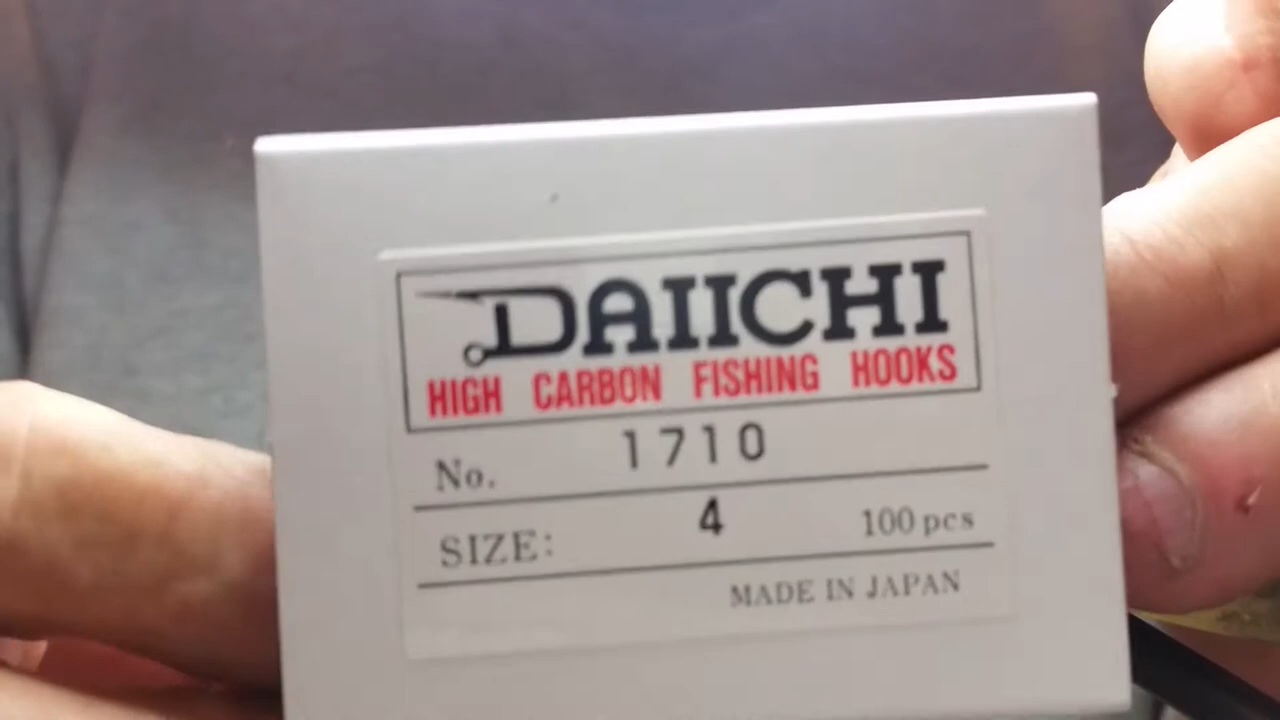 DAIICHI
HIGH CARBON FISHING HOOKS
No. 1710
SIZE: 4 100 pcs
MADE IN JAPAN